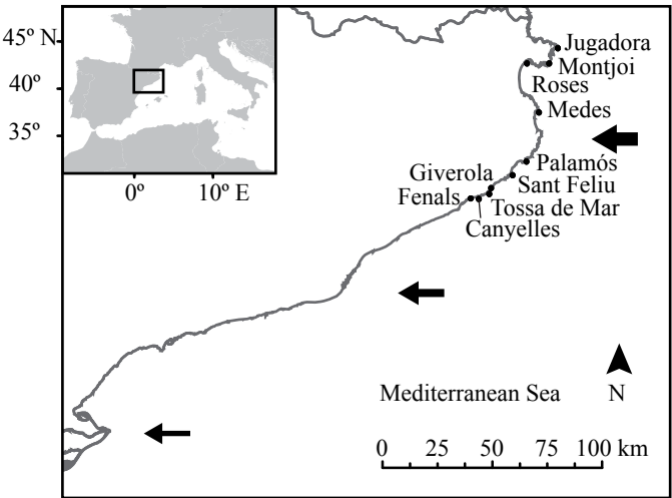 45º N
40º
35º
0º
10º E
Jugadora
Montjoi
Roses
Medes
Palamós
Giverola
Sant Feliu
Fenals
Tossa de Mar
Canyelles
Mediterranean Sea
N
0 25 50 75 100 km